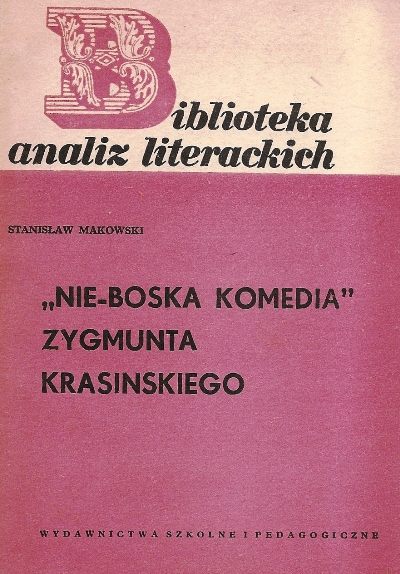 Biblioteka
analiz literackich
STANISŁAW MAKOWSKI
„NIE-BOSKA KOMEDIA”
ZYGMUNTA
KRASINSKIEGO
WYDAWNICTWA SZKOLNE I PEDAGOGICZNE